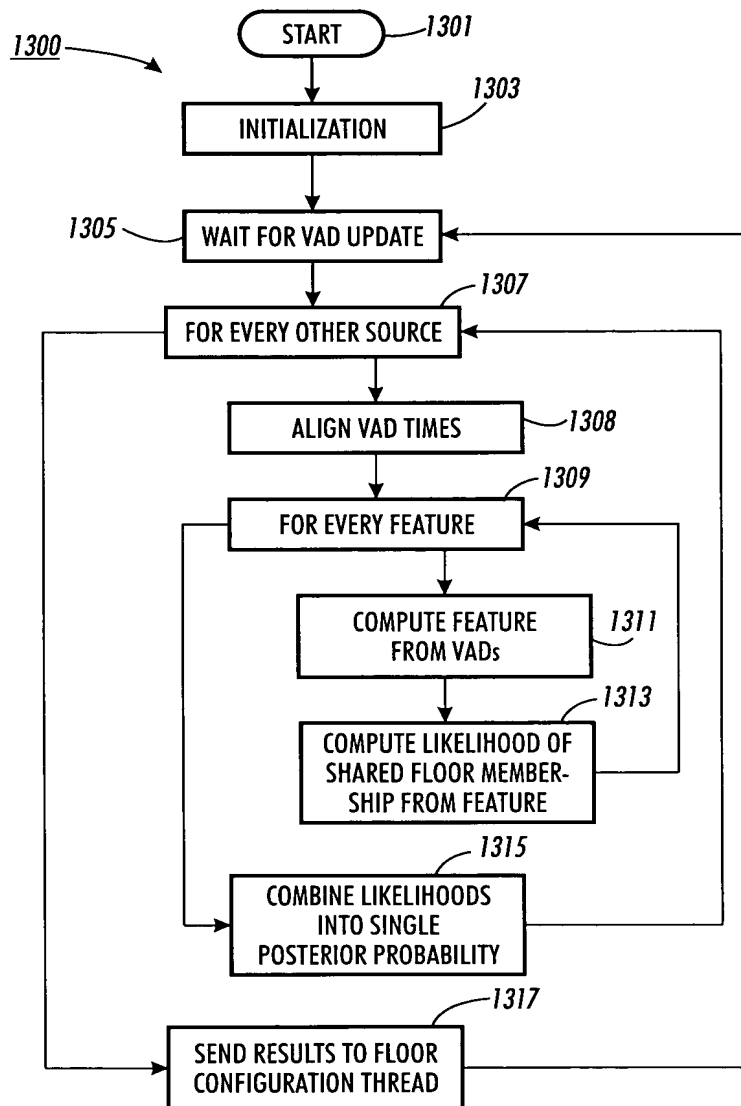 START
1301
1300
1303
INITIALIZATION
1305
WAIT FOR VAD UPDATE
1307
FOR EVERY OTHER SOURCE
ALIGN VAD TIMES
1308
1309
FOR EVERY FEATURE
COMPUTE FEATURE
FROM VADs
1311
1313
COMPUTE LIKELIHOOD OF
SHARED FLOOR MEMBER-
SHIP FROM FEATURE
1315
COMBINE LIKELIHOODS
INTO SINGLE
POSTERIOR PROBABILITY
1317
SEND RESULTS TO FLOOR
CONFIGURATION THREAD